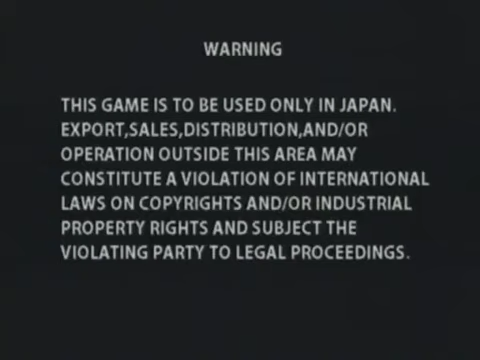 WARNING
THIS GAME IS TO BE USED ONLY IN JAPAN.
EXPORT,SALES,DISTRIBUTION,AND/OR
OPERATION OUTSIDE THIS AREA MAY
CONSTITUTE A VIOLATION OF INTERNATIONAL
LAWS ON COPYRIGHTS AND/OR INDUSTRIAL
PROPERTY RIGHTS AND SUBJECT THE
VIOLATING PARTY TO LEGAL PROCEEDINGS.